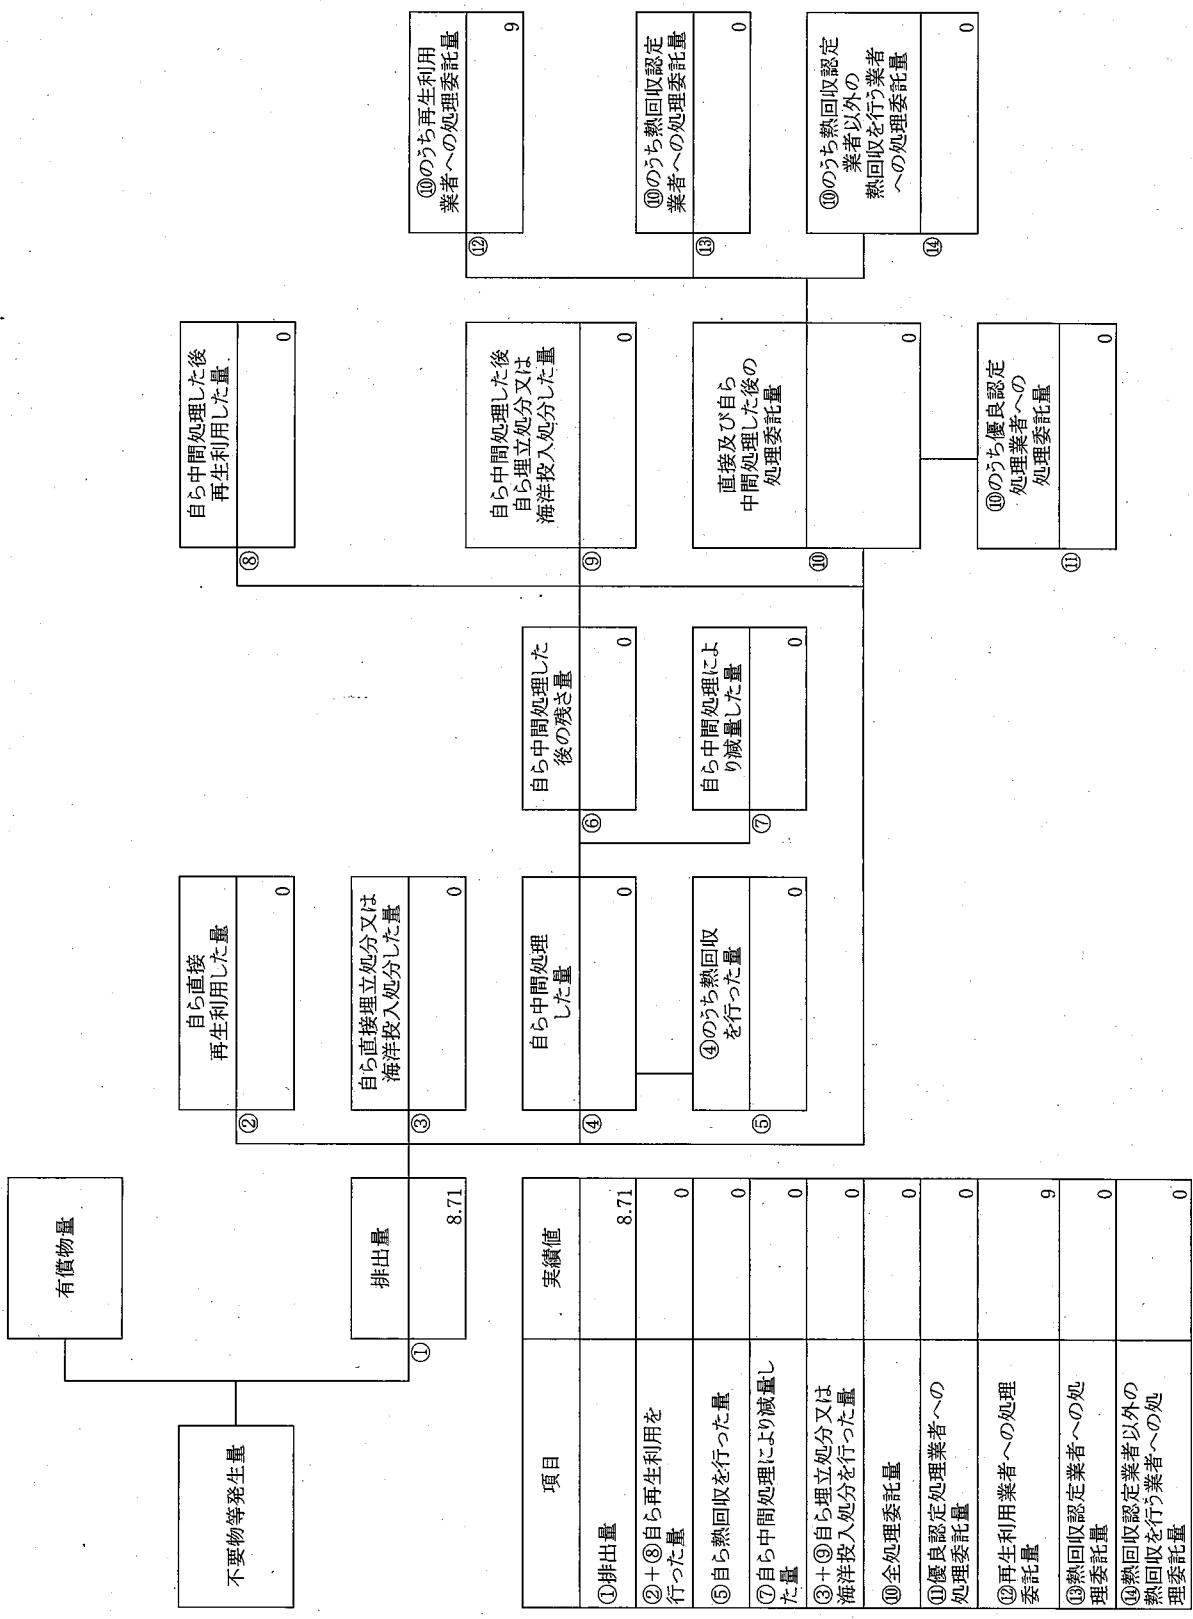 不要物等発生量
有償物量
①
排出量
8.71
②
自ら直接
再生利用した量
0
③
自ら直接埋立処分又は
海洋投入処分した量
0
④
自ら中間処理
した量
0
⑤
④のうち熱回収
を行った量
0
⑥
自ら中間処理した
後の残さ量
0
⑦
自ら中間処理によ
り減量した量
0
⑧
自ら中間処理した後
再生利用した量
0
⑨
自ら中間処理した後
自ら埋立処分又は
海洋投入処分した量
0
⑩
直接及び自ら
中間処理した後の
処理委託量
0
⑪
⑩のうち優良認定
処理業者への
処理委託量
0
⑫
⑩のうち再生利用
業者への処理委託量
9
⑬
⑩のうち熱回収認定
業者への処理委託量
0
⑭
⑩のうち熱回収認定
業者以外の
熱回収を行う業者
への処理委託量
0
項目 実績値
①排出量 8.71
②+⑧自ら再生利用を
行った量 0
⑤自ら熱回収を行った量 0
⑦自ら中間処理により減量し
た量 0
③+⑨自ら埋立処分又は
海洋投入処分を行った量 0
⑩全処理委託量 0
⑪優良認定処理業者への
処理委託量 0
⑫再生利用業者への処理
委託量 9
⑬熱回収認定業者への処
理委託量 0
⑭熱回収認定業者以外の
熱回収を行う業者への処
理委託量 0